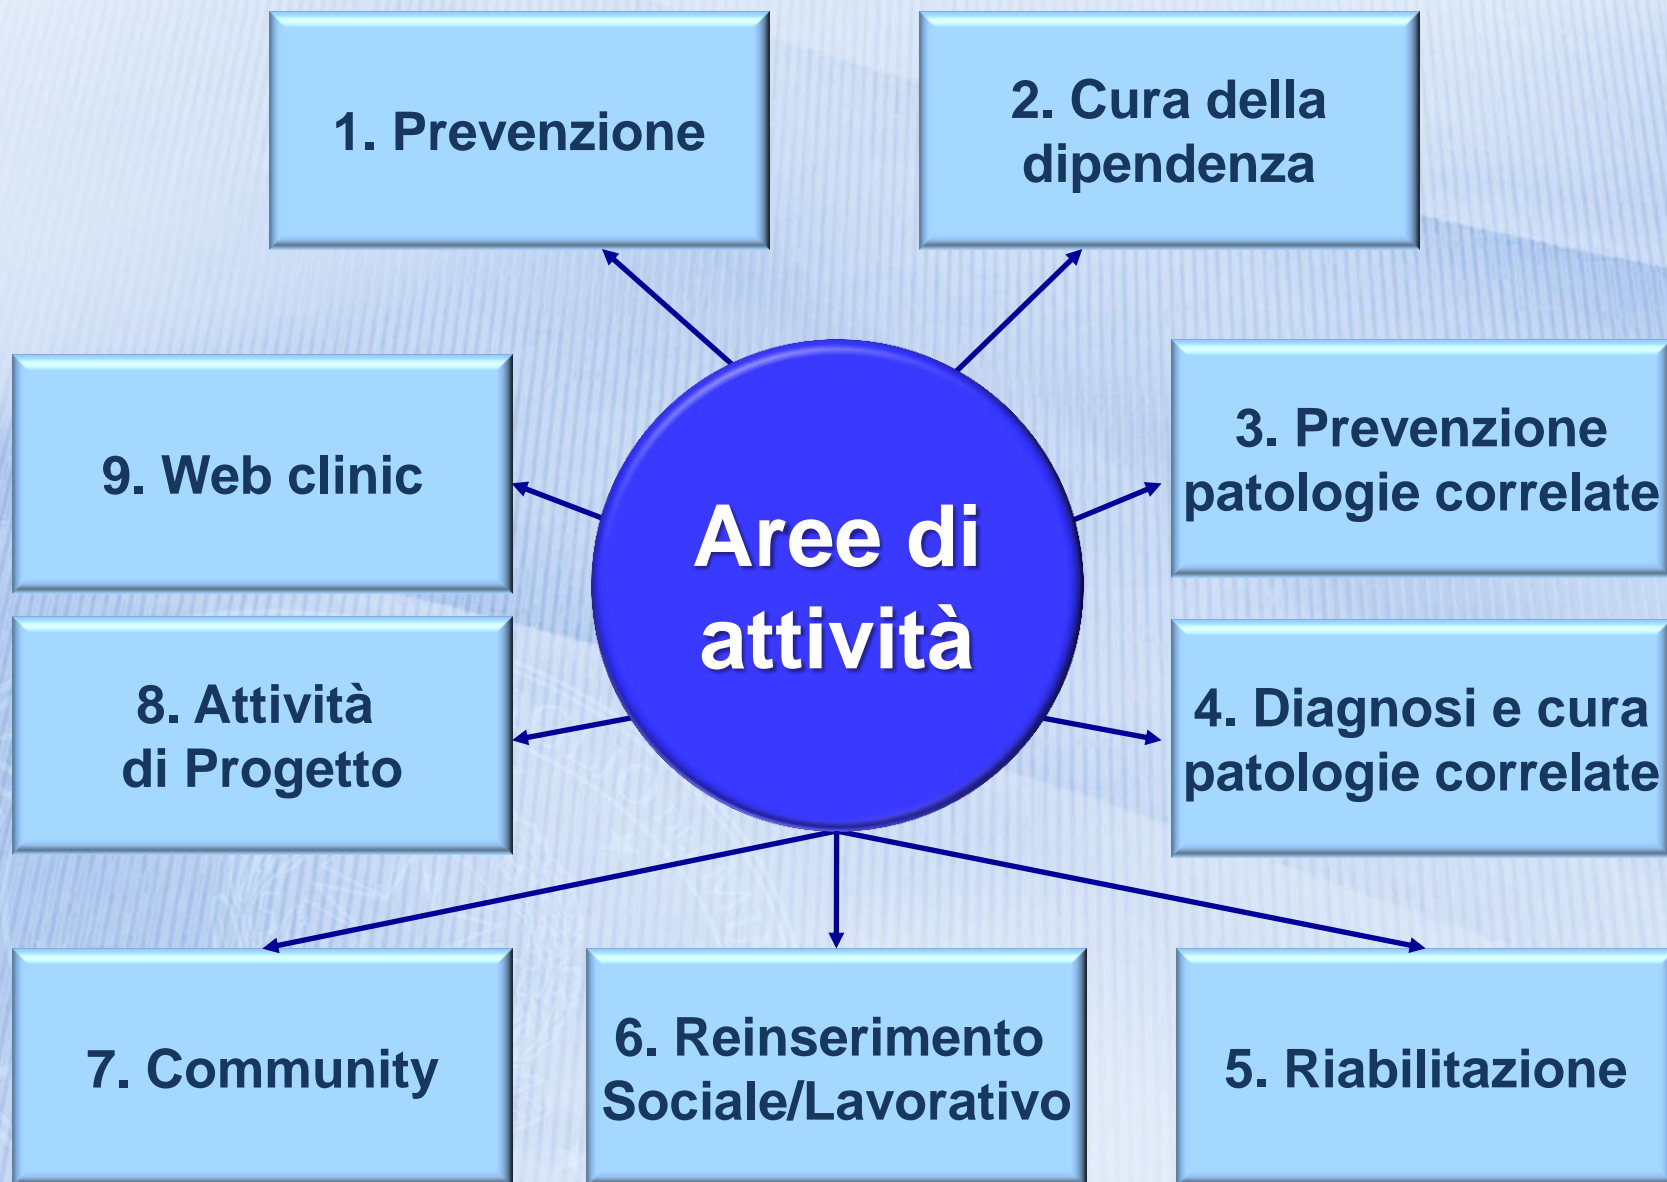 1. Prevenzione
2. Cura della
dipendenza
3. Prevenzione
patologie correlate
4. Diagnosi e cura
patologie correlate
5. Riabilitazione
6. Reinserimento
Sociale/Lavorativo
7. Community
8. Attività
di Progetto
9. Web clinic
Aree di
attività